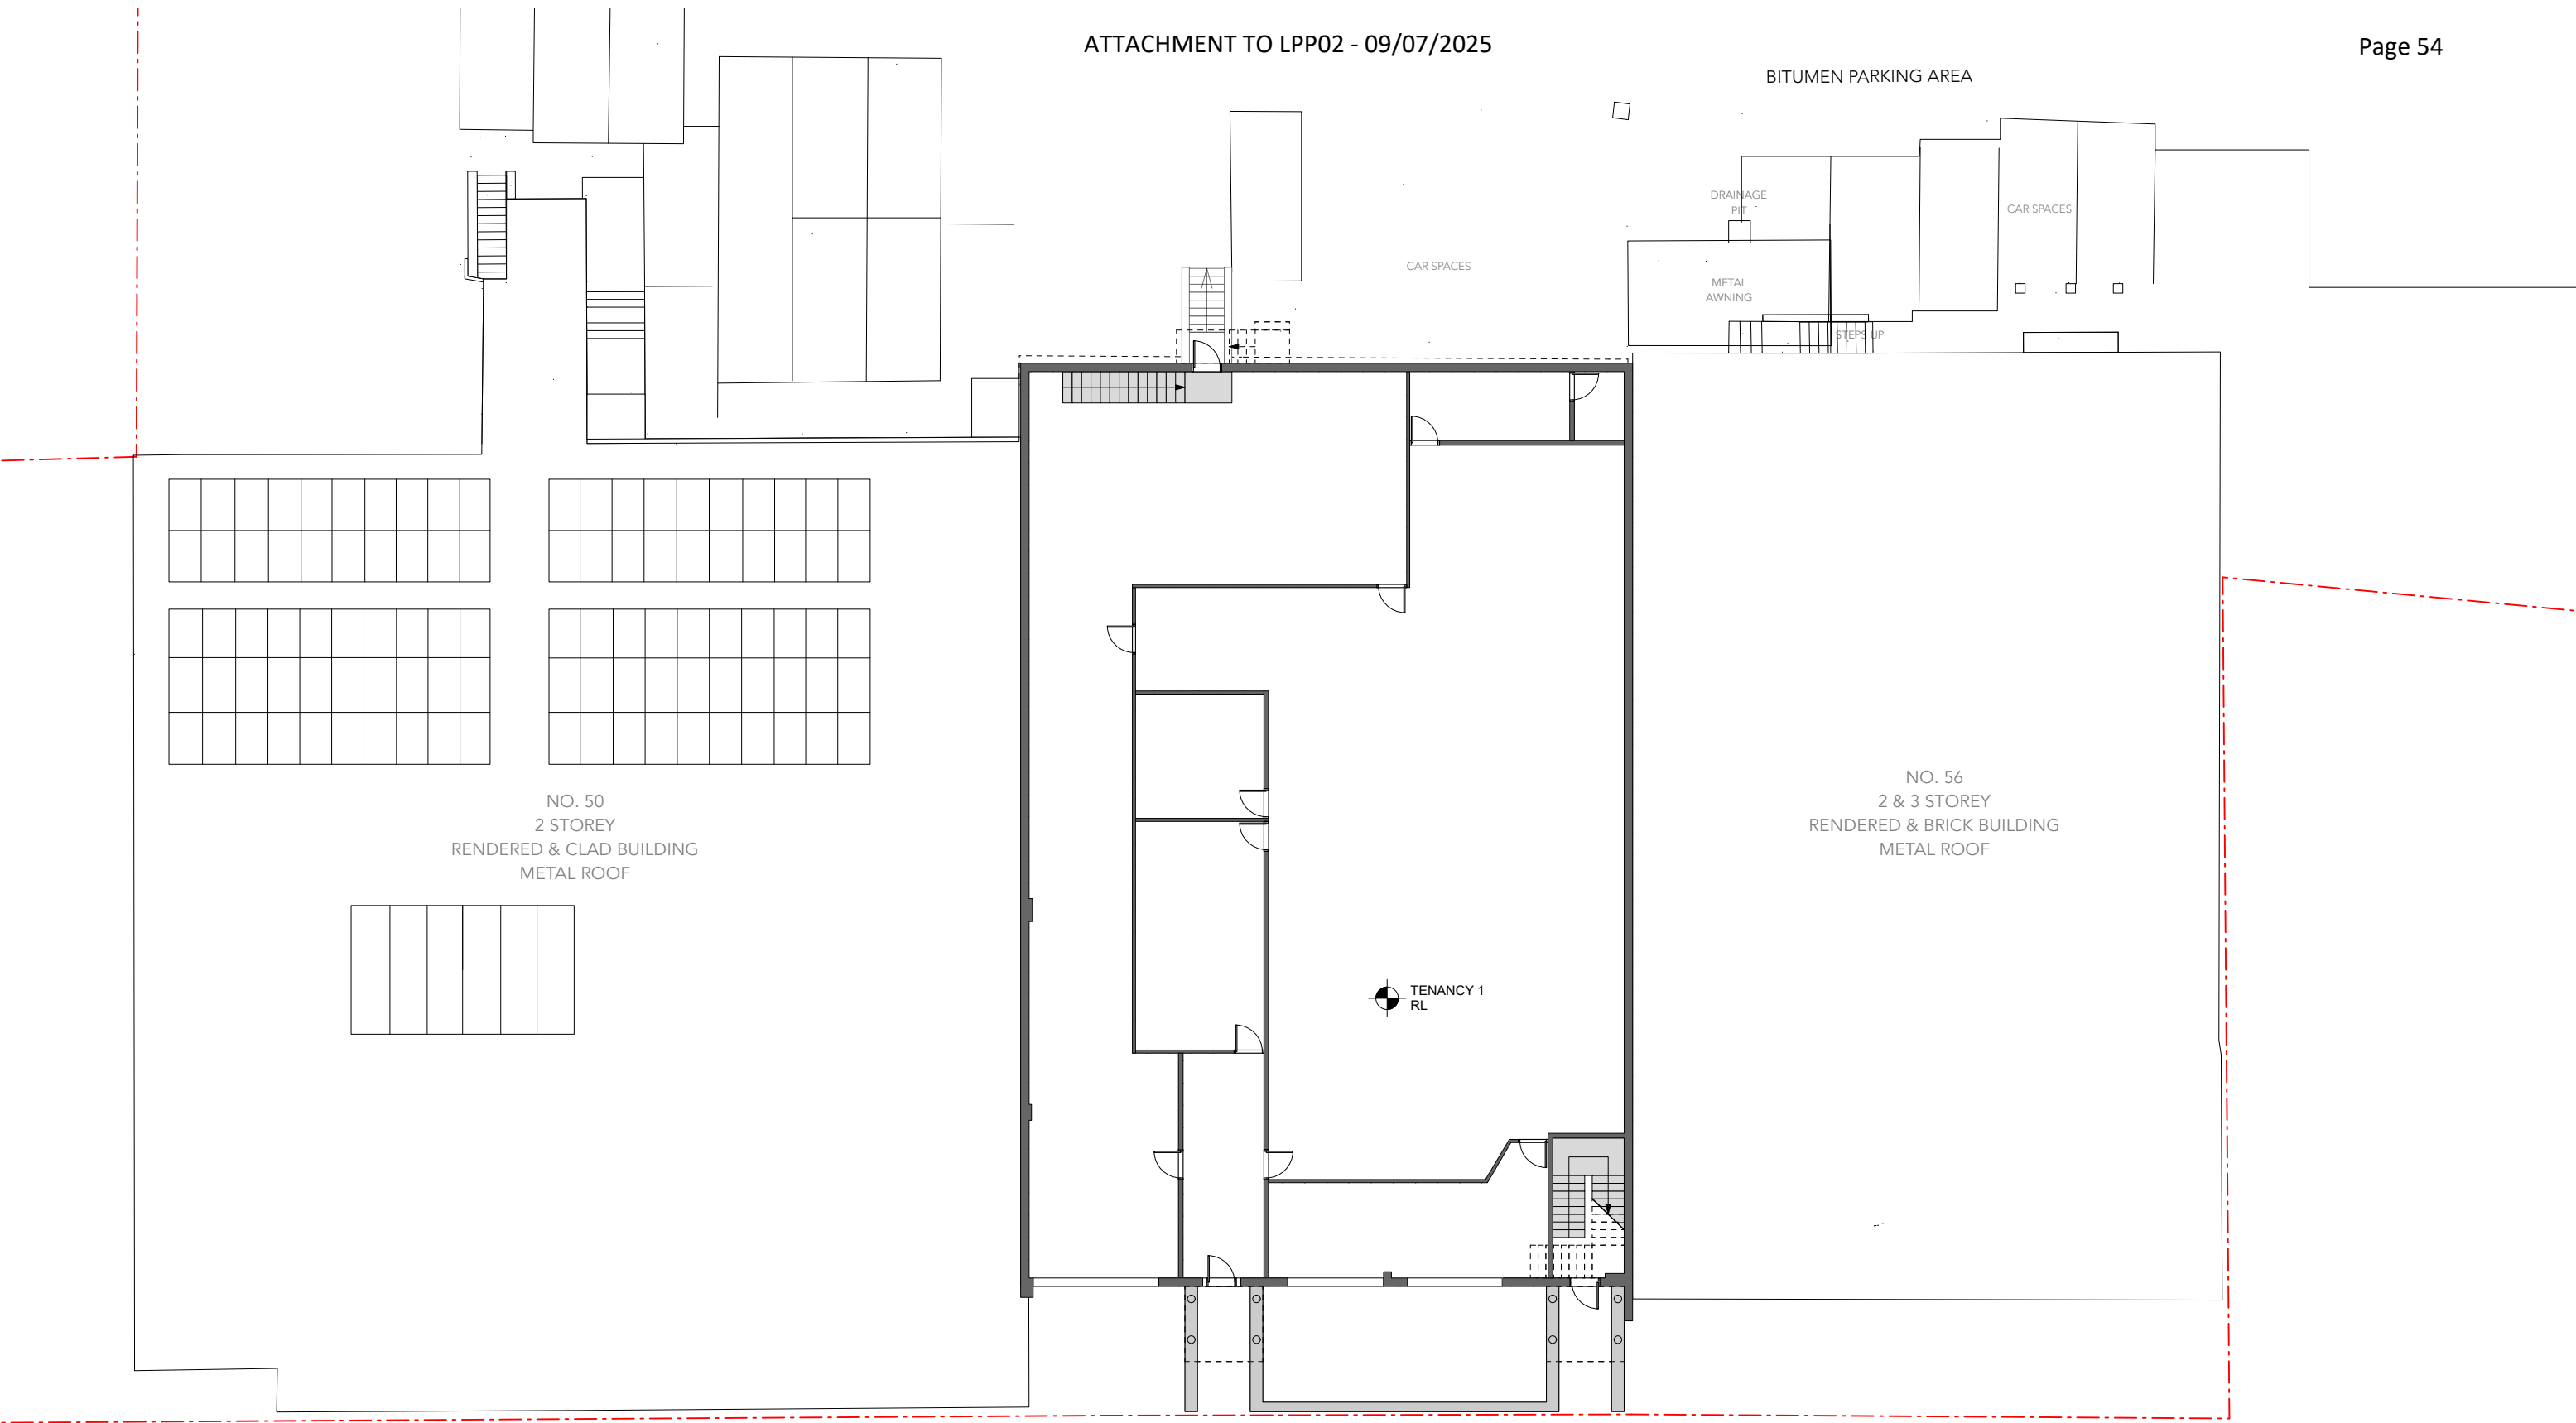 ATTACHMENT TO LPP02 - 09/07/2025
Page 54
BITUMEN PARKING AREA
DRAINAGE
PIT
CAR SPACES
CAR SPACES
METAL
AWNING
STEPS UP
NO. 50
2 STOREY
RENDERED & CLAD BUILDING
METAL ROOF
NO. 56
2 & 3 STOREY
RENDERED & BRICK BUILDING
METAL ROOF
TENANCY 1
RL